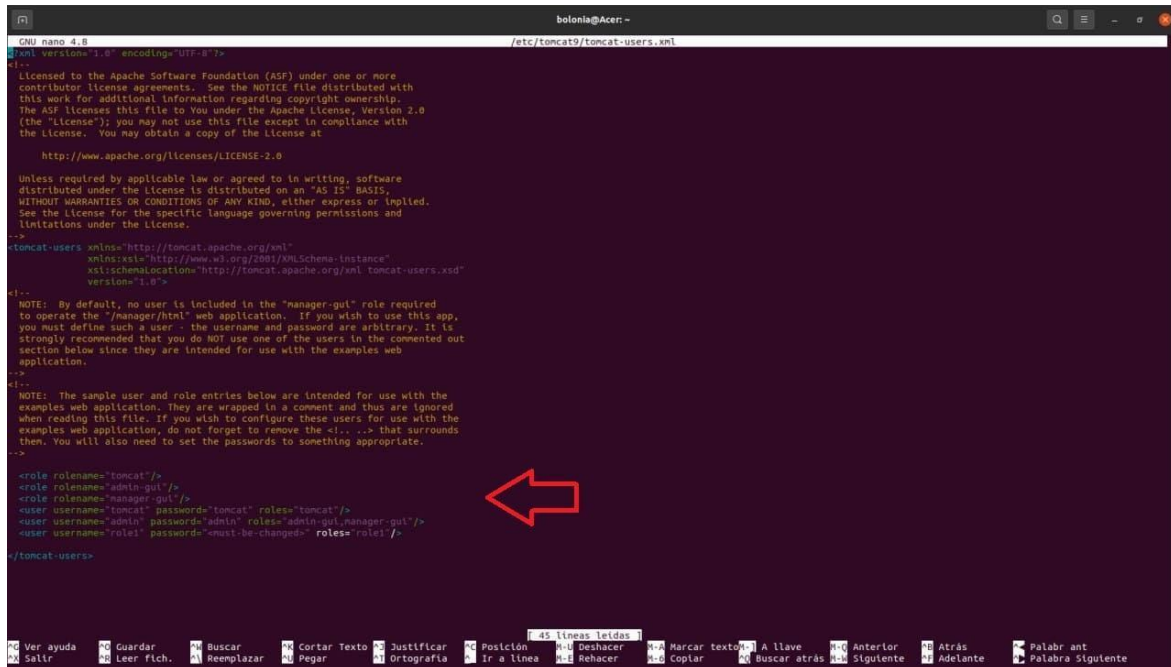 bolonia@Acer: ~
GNU nano 4.8 /etc/tomcat9/tomcat-users.xml
<?xml version="1.0" encoding="UTF-8"?>
<!--
Licensed to the Apache Software Foundation (ASF) under one or more
contributor license agreements. See the NOTICE file distributed with
this work for additional information regarding copyright ownership.
The ASF licenses this file to You under the Apache License, Version 2.0
(the "License"); you may not use this file except in compliance with
the License. You may obtain a copy of the License at
http://www.apache.org/licenses/LICENSE-2.0
Unless required by applicable law or agreed to in writing, software
distributed under the License is distributed on an "AS IS" BASIS,
WITHOUT WARRANTIES OR CONDITIONS OF ANY KIND, either express or implied.
See the License for the specific language governing permissions and
limitations under the License.
-->
<tomcat-users xmlns="http://tomcat.apache.org/xml"
xmlns:xsi="http://www.w3.org/2001/XMLSchema-instance"
xsi:schemaLocation="http://tomcat.apache.org/xml tomcat-users.xsd"
version="1.0">
<!--
NOTE: By default, no user is included in the "manager-gui" role required
to operate the "/manager/html" web application. If you wish to use this app,
you must define such a user - the username and password are arbitrary. It is
strongly recommended that you do NOT use one of the users in the commented out
section below since they are intended for use with the examples web
application.
-->
<!--
NOTE: The sample user and role entries below are intended for use with the
examples web application. They are wrapped in a comment and thus are ignored
when reading this file. If you wish to configure these users for use with the
examples web application, do not forget to remove the <!.. ..> that surrounds
them. You will also need to set the passwords to something appropriate.
-->
<role rolename="tomcat"/>
<role rolename="admin-gui"/>
<role rolename="manager-gui"/>
<user username="tomcat" password="tomcat" roles="tomcat"/>
<user username="admin" password="admin" roles="admin-gui,manager-gui"/>
<user username="role1" password="<must-be-changed>" roles="role1"/>
</tomcat-users>
[ 45 líneas leídas ]
^G Ver ayuda ^O Guardar ^W Buscar ^K Cortar Texto ^J Justificar ^C Posición M-U Deshacer M-A Marcar texto M-] A llave M-Q Anterior ^B Atrás ^◀ Palabr ant
^X Salir ^R Leer fich. ^\ Reemplazar ^U Pegar ^T Ortografía ^_ Ir a línea M-E Rehacer M-6 Copiar ^Q Buscar atrás M-W Siguiente ^F Adelante ^▶ Palabra Siguiente